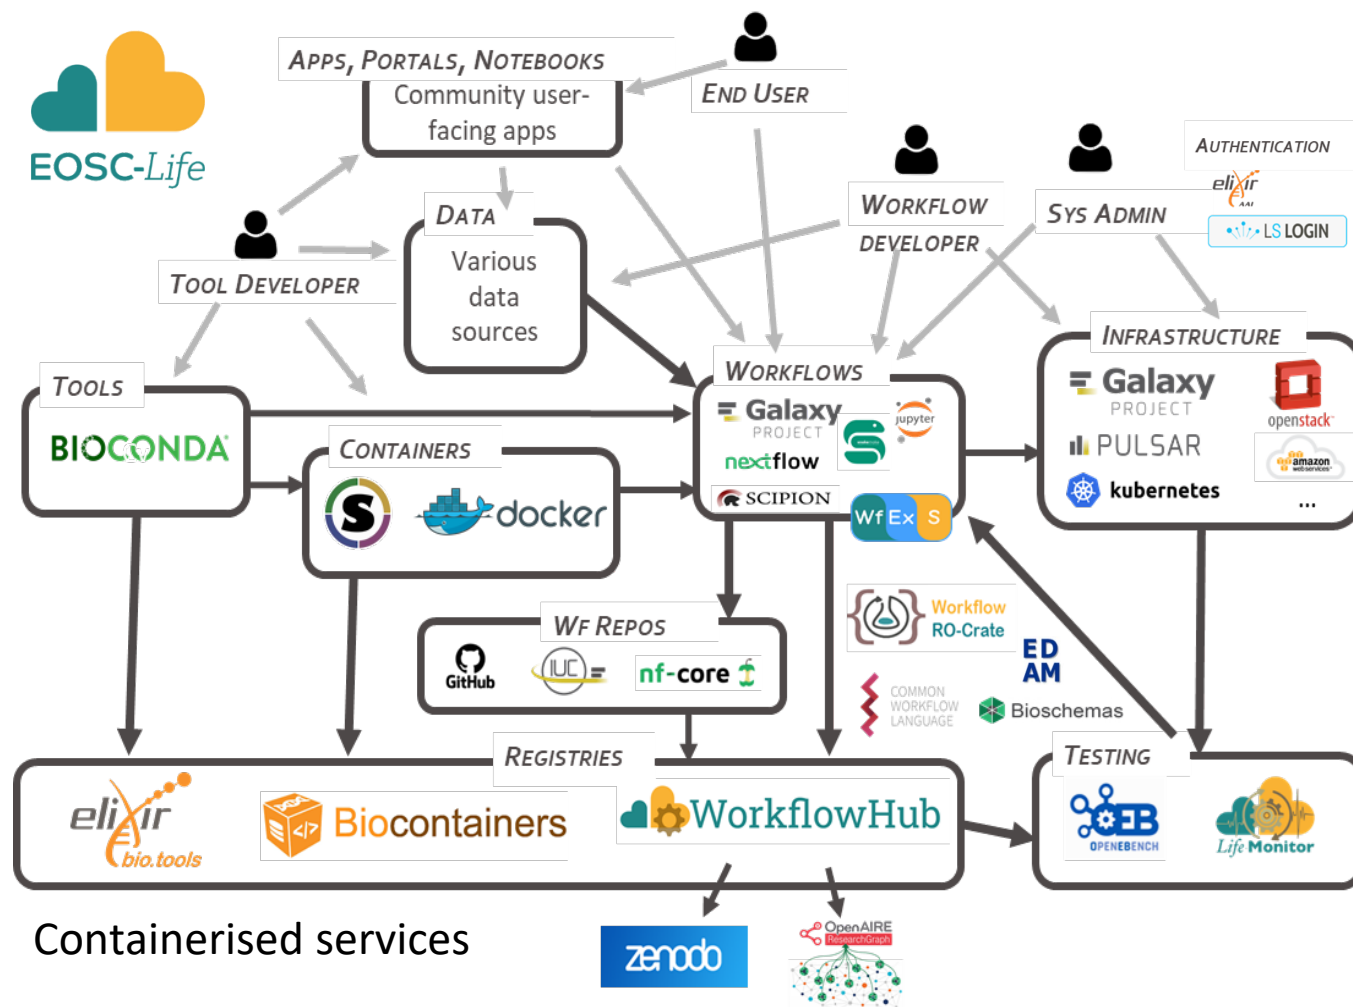 EOSC-Life
APPS, PORTALS, NOTEBOOKS
Community user-
facing apps
END USER
AUTHENTICATION
elixir
AAI
LS LOGIN
WORKFLOW
DEVELOPER
SYS ADMIN
DATA
Various
data
sources
TOOL DEVELOPER
TOOLS
BIOCONDA
CONTAINERS
S
docker
WORKFLOWS
Galaxy
PROJECT
jupyter
nextflow
SCIPION
Wf Ex S
INFRASTRUCTURE
Galaxy
PROJECT
openstack
PULSAR
amazon
web services
kubernetes
...
WF REPOS
GitHub
IUC
nf-core
Workflow
RO-Crate
ED
AM
COMMON
WORKFLOW
LANGUAGE
Bioschemas
REGISTRIES
elixir
bio.tools
Biocontainers
WorkflowHub
TESTING
EB
OPENEBENCH
Life Monitor
Containerised services
zenodo
OpenAIRE
ResearchGraph